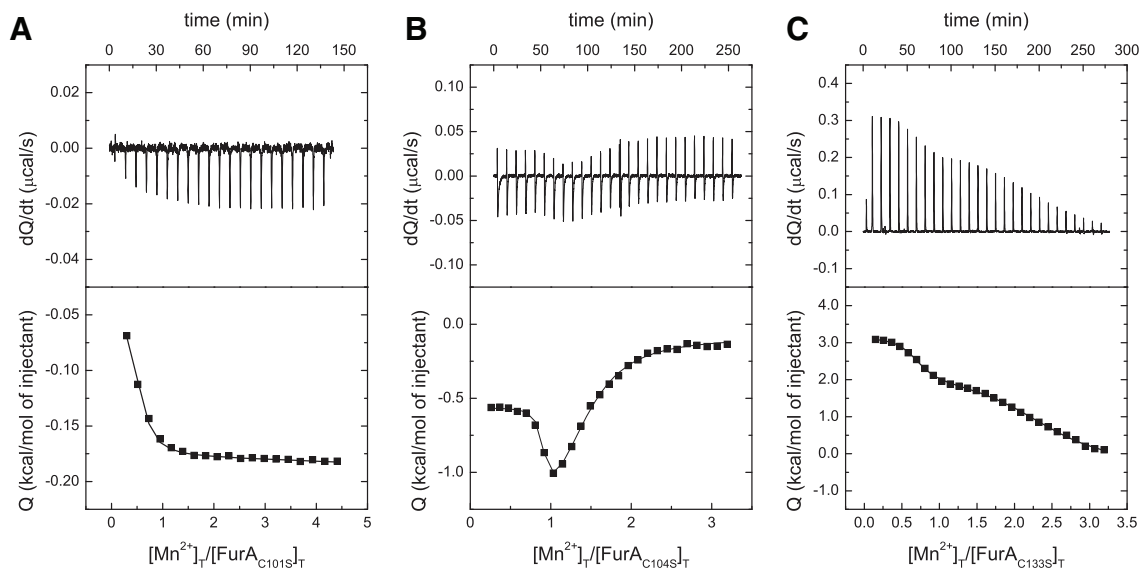 A
time (min)
0 30 60 90 120 150
0.02
0.00
-0.02
-0.04
dQ/dt (μcal/s)
-0.05
-0.10
-0.15
-0.20
Q (kcal/mol of injectant)
0 1 2 3 4 5
[Mn2+]T/[FurAC101S]T
B
time (min)
0 50 100 150 200 250
0.10
0.05
0.00
-0.05
-0.10
dQ/dt (μcal/s)
0.0
-0.5
-1.0
Q (kcal/mol of injectant)
0 1 2 3
[Mn2+]T/[FurAC104S]T
C
time (min)
0 50 100 150 200 250 300
0.4
0.3
0.2
0.1
0.0
-0.1
dQ/dt (μcal/s)
4.0
3.0
2.0
1.0
0.0
-1.0
Q (kcal/mol of injectant)
0.0 0.5 1.0 1.5 2.0 2.5 3.0 3.5
[Mn2+]T/[FurAC133S]T